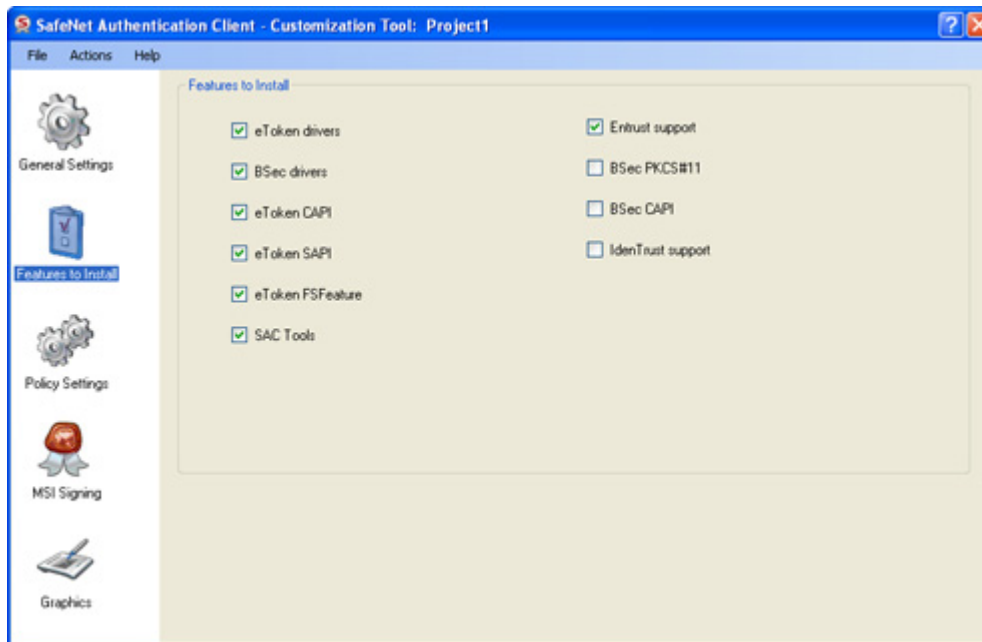 SafeNet Authentication Client - Customization Tool: Project1
File Actions Help
General Settings
Features to Install
Policy Settings
MSI Signing
Graphics
Features to Install
eToken drivers
BSec drivers
eToken CAPI
eToken SAPI
eToken FSFeature
SAC Tools
Entrust support
BSec PKCS#11
BSec CAPI
IdenTrust support